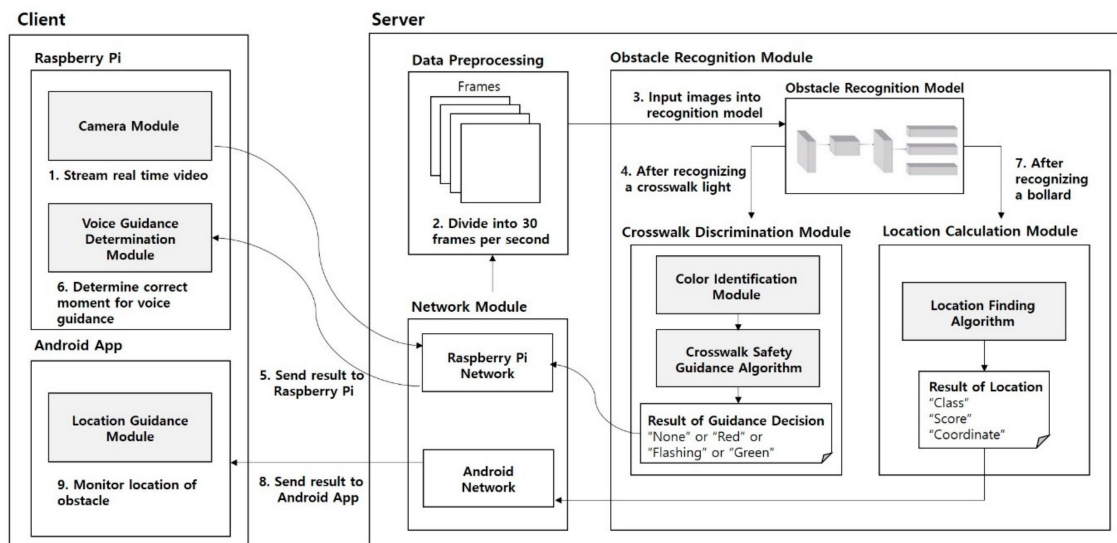 Client
Raspberry Pi
Camera Module
1. Stream real time video
Voice Guidance
Determination
Module
6. Determine correct
moment for voice
guidance
Android App
Location Guidance
Module
9. Monitor location of
obstacle
5. Send result to
Raspberry Pi
8. Send result to
Android App
Server
Data Preprocessing
Frames
2. Divide into 30
frames per second
Network Module
Raspberry Pi
Network
Android
Network
Obstacle Recognition Module
3. Input images into
recognition model
Obstacle Recognition Model
4. After recognizing
a crosswalk light
7. After
recognizing
a bollard
Crosswalk Discrimination Module
Color Identification
Module
Crosswalk Safety
Guidance Algorithm
Result of Guidance Decision
"None" or "Red" or
"Flashing" or "Green"
Location Calculation Module
Location Finding
Algorithm
Result of Location
"Class"
"Score"
"Coordinate"